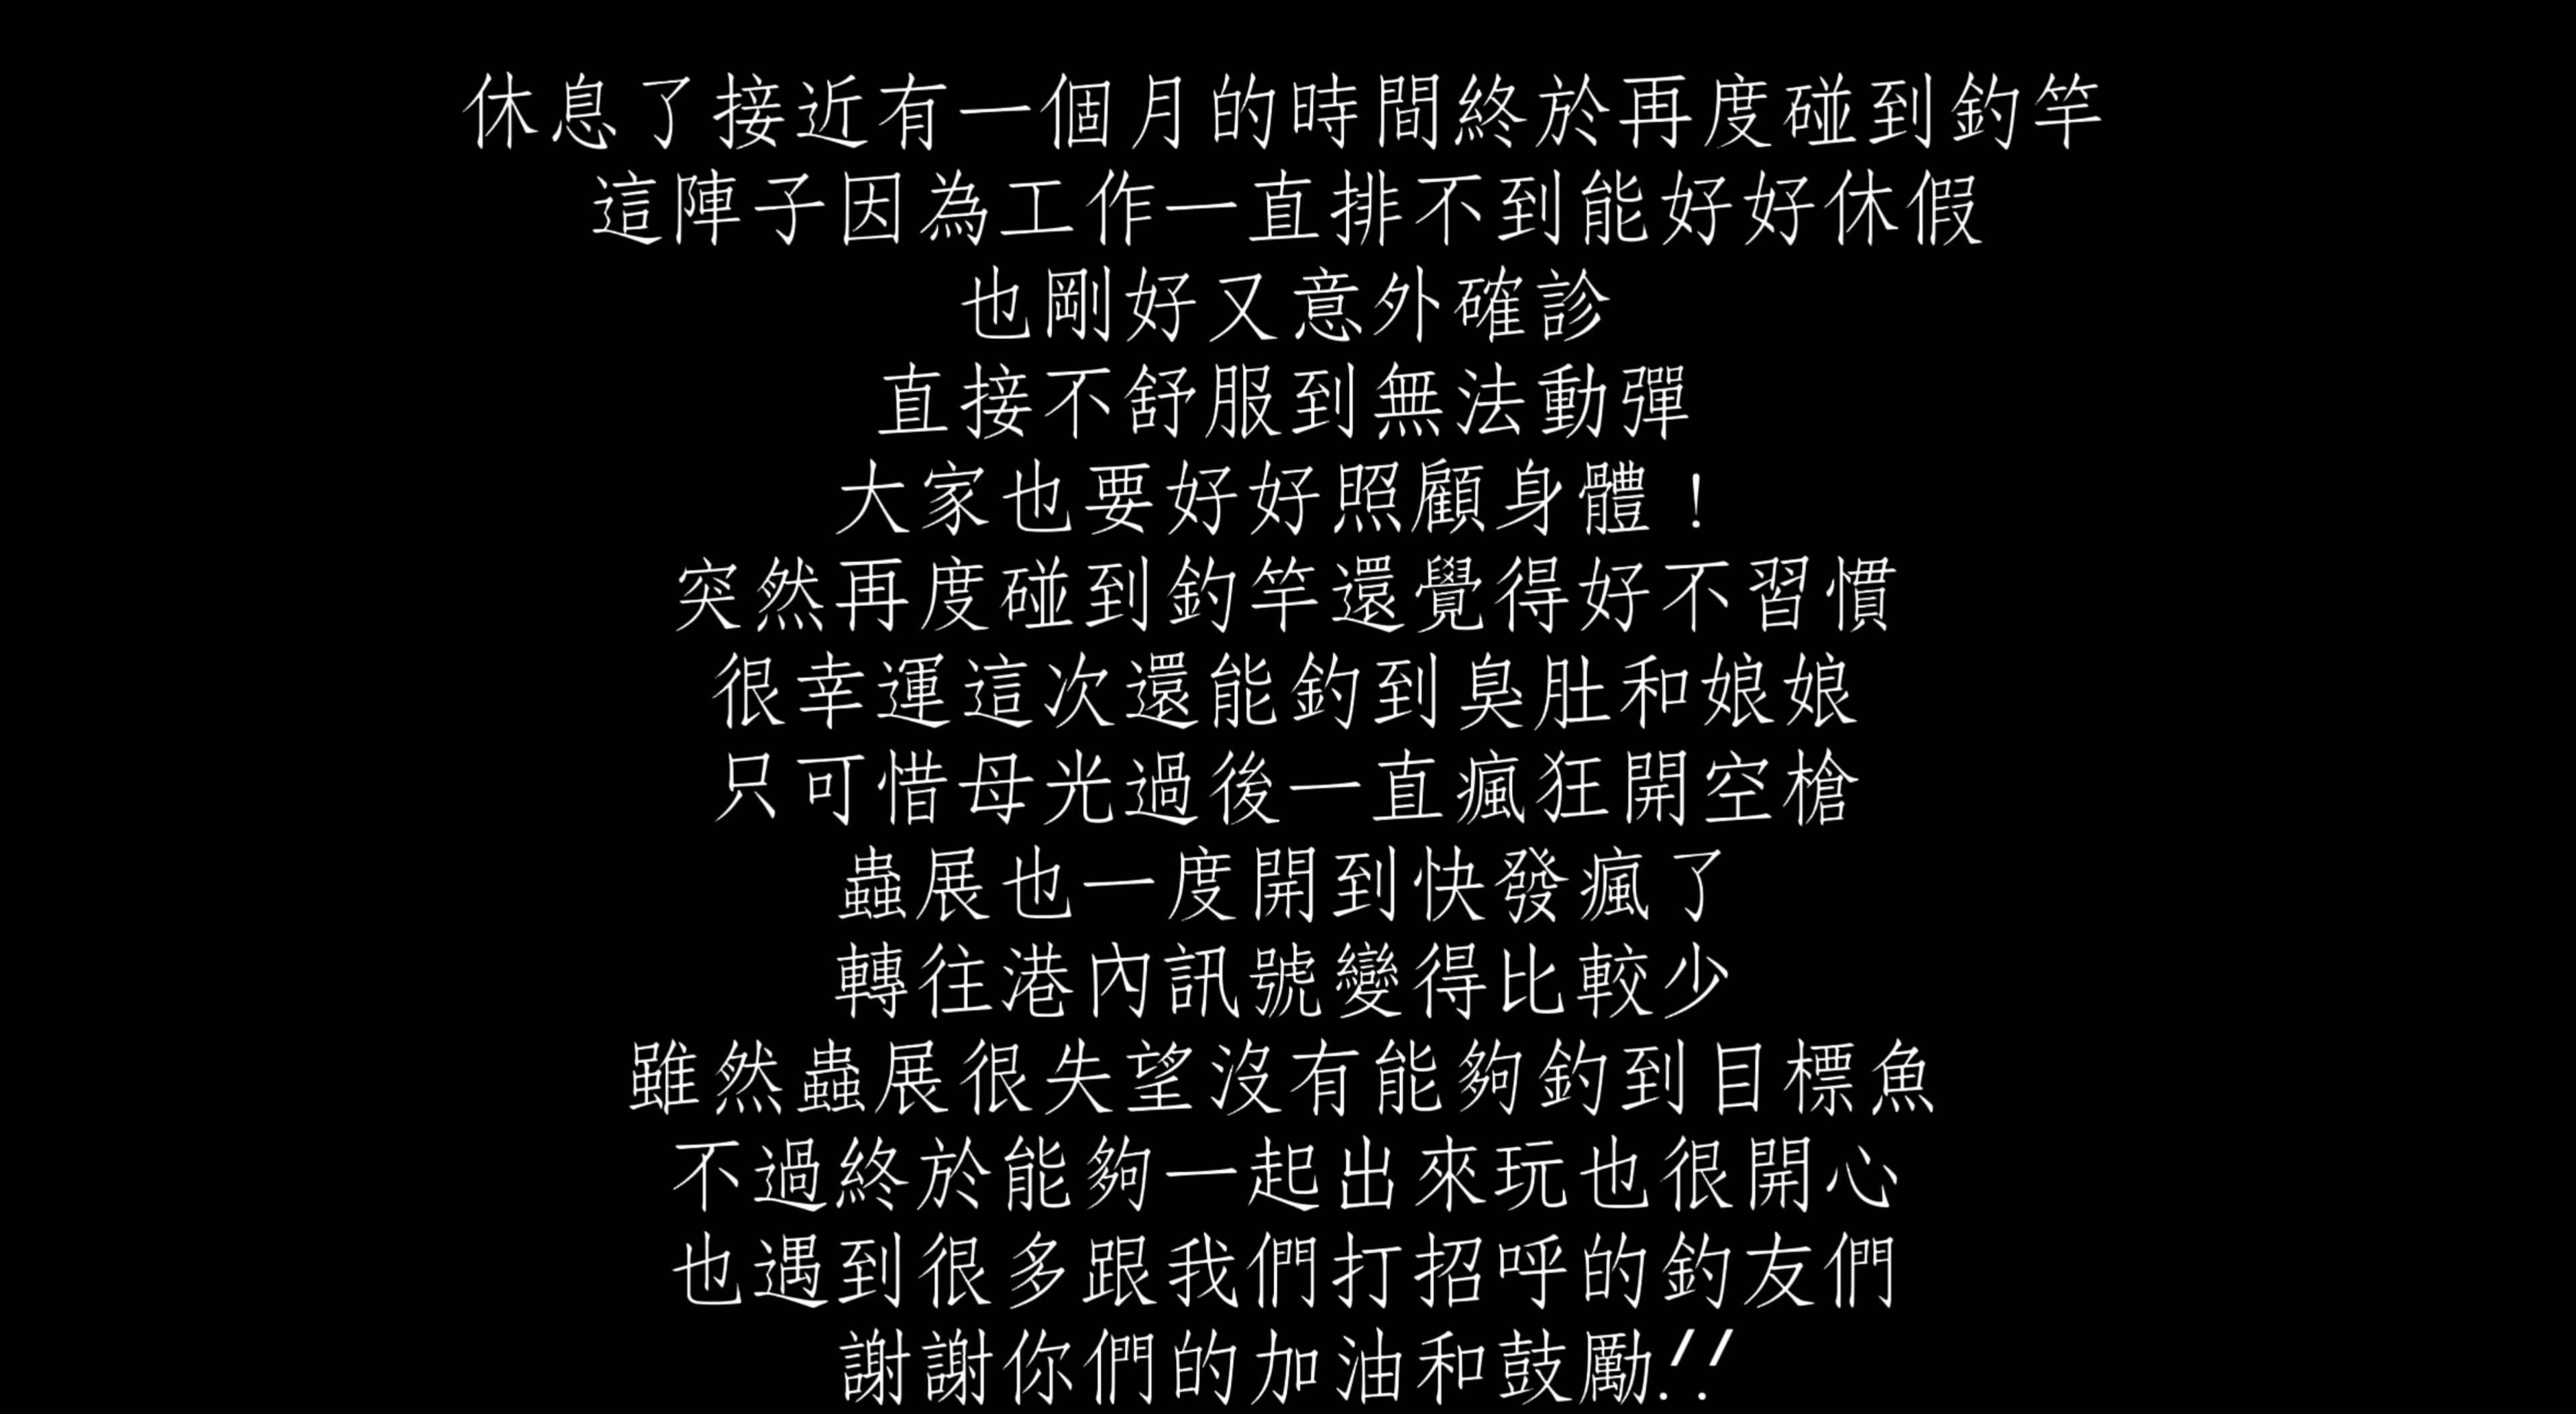 休息了接近有一個月的時間終於再度碰到釣竿
這陣子因為工作一直排不到能好好休假
也剛好又意外確診
直接不舒服到無法動彈
大家也要好好照顧身體！
突然再度碰到釣竿還覺得好不習慣
很幸運這次還能釣到臭肚和娘娘
只可惜母光過後一直瘋狂開空槍
蟲展也一度開到快發瘋了
轉往港內訊號變得比較少
雖然蟲展很失望沒有能夠釣到目標魚
不過終於能夠一起出來玩也很開心
也遇到很多跟我們打招呼的釣友們
謝謝你們的加油和鼓勵!!